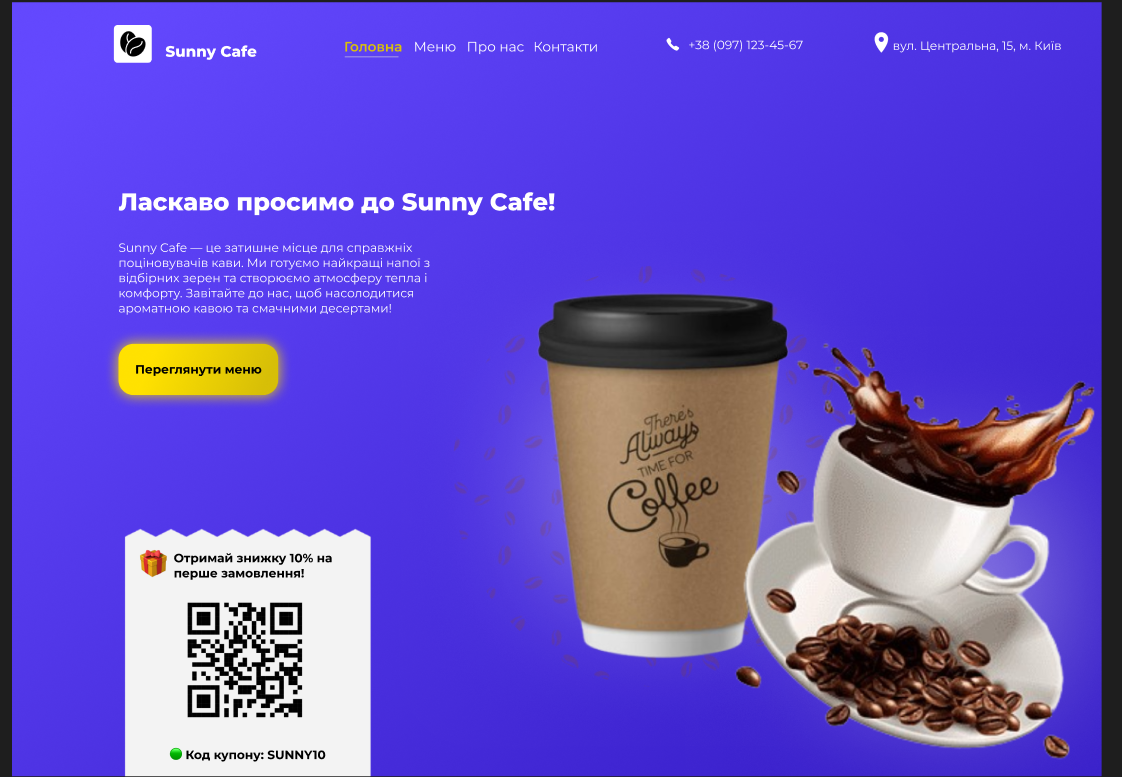 Sunny Cafe
Головна Меню Про нас Контакти
+38 (097) 123-45-67
вул. Центральна, 15, м. Київ
Ласкаво просимо до Sunny Cafe!
Sunny Cafe — це затишне місце для справжніх
поціновувачів кави. Ми готуємо найкращі напої з
відбірних зерен та створюємо атмосферу тепла і
комфорту. Завітайте до нас, щоб насолодитися
ароматною кавою та смачними десертами!
Переглянути меню
There's
Always
TIME FOR
Coffee
Отримай знижку 10% на
перше замовлення!
Код купону: SUNNY10